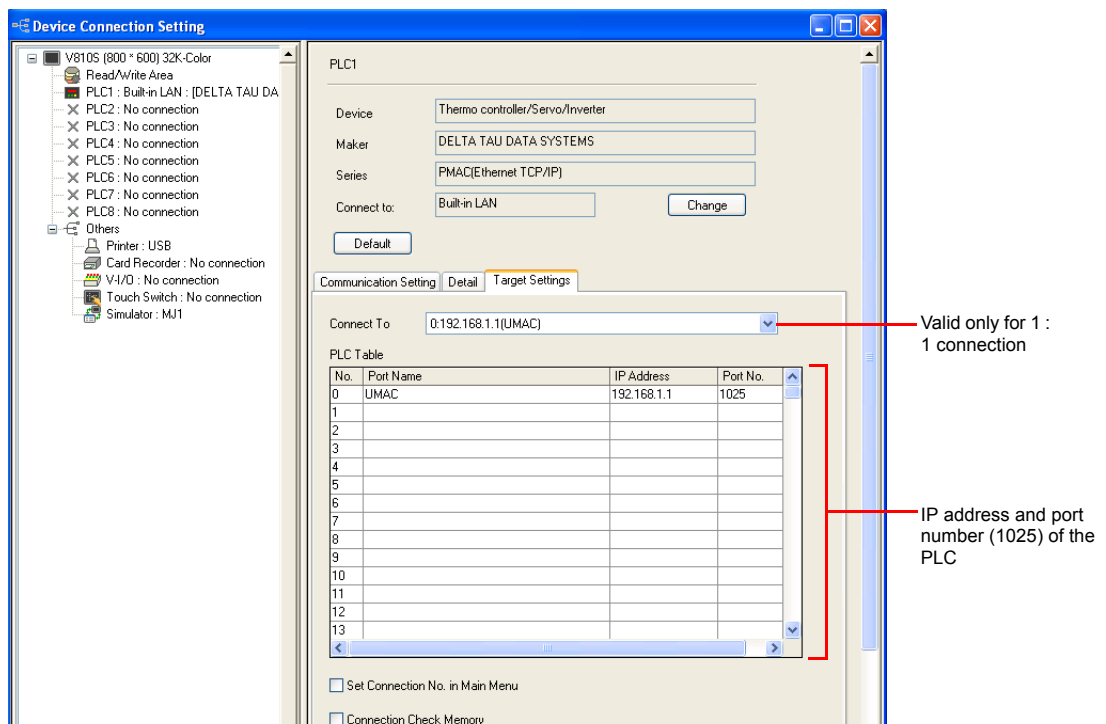 Device Connection Setting
V810S (800 * 600) 32K-Color
Read/Write Area
PLC1 : Built-in LAN : [DELTA TAU DA
PLC2 : No connection
PLC3 : No connection
PLC4 : No connection
PLC5 : No connection
PLC6 : No connection
PLC7 : No connection
PLC8 : No connection
Others
Printer : USB
Card Recorder : No connection
V-I/O : No connection
Touch Switch : No connection
Simulator : MJ1
PLC1
Device Thermo controller/Servo/Inverter
Maker DELTA TAU DATA SYSTEMS
Series PMAC(Ethernet TCP/IP)
Connect to: Built-in LAN Change
Default
Communication Setting Detail Target Settings
Connect To 0:192.168.1.1(UMAC)
PLC Table
No. Port Name IP Address Port No.
0 UMAC 192.168.1.1 1025
1
2
3
4
5
6
7
8
9
10
11
12
13
Set Connection No. in Main Menu
Connection Check Memory
Valid only for 1 :
1 connection
IP address and port
number (1025) of the
PLC